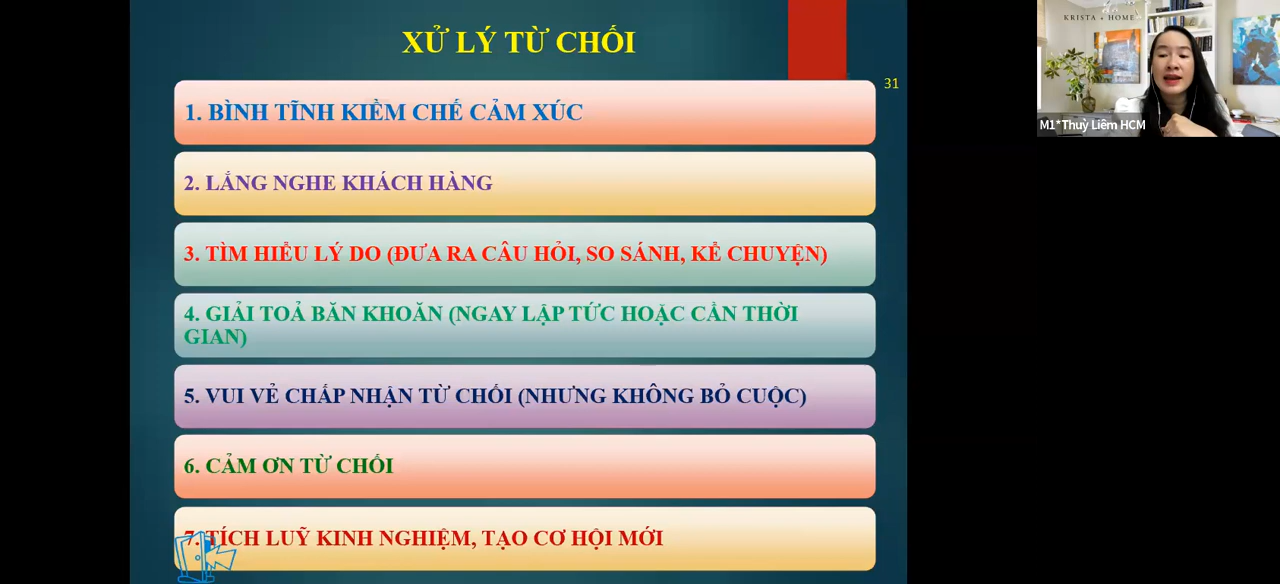 XỬ LÝ TỪ CHỐI
31
1. BÌNH TĨNH KIỀM CHẾ CẢM XÚC
2. LẮNG NGHE KHÁCH HÀNG
3. TÌM HIỂU LÝ DO (ĐƯA RA CÂU HỎI, SO SÁNH, KỂ CHUYỆN)
4. GIẢI TOẢ BĂN KHOĂN (NGAY LẬP TỨC HOẶC CẦN THỜI
GIAN)
5. VUI VẺ CHẤP NHẬN TỪ CHỐI (NHƯNG KHÔNG BỎ CUỘC)
6. CẢM ƠN TỪ CHỐI
7. TÍCH LUỸ KINH NGHIỆM, TẠO CƠ HỘI MỚI
KRISTA + HOME
M1*Thuỳ Liêm HCM